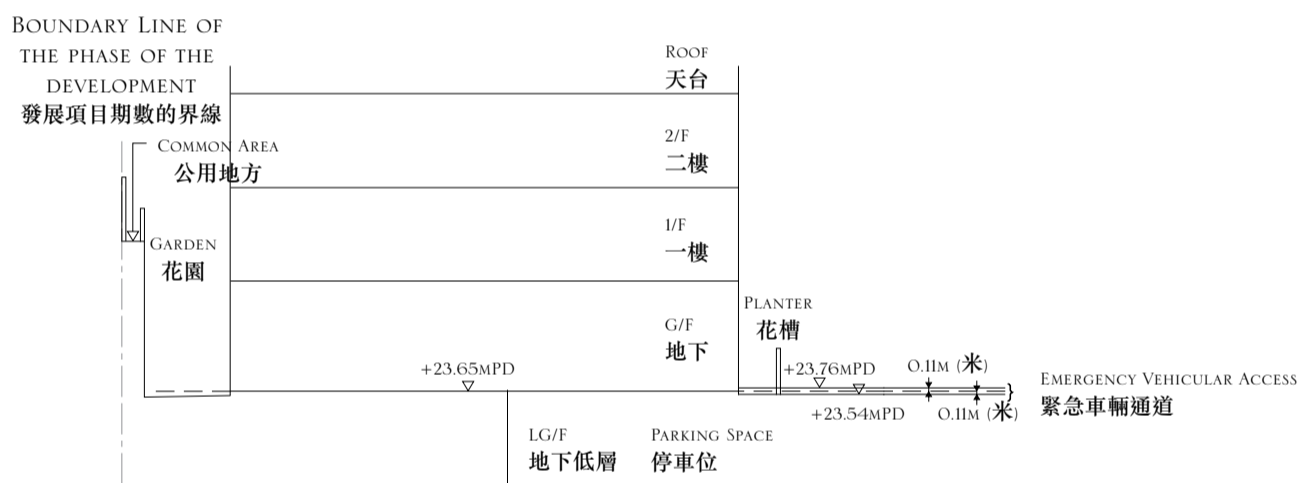 BOUNDARY LINE OF
THE PHASE OF THE
DEVELOPMENT
發展項目期數的界線
COMMON AREA
公用地方
GARDEN
花園
ROOF
天台
2/F
二樓
1/F
一樓
G/F
地下
+23.65MPD
PLANTER
花槽
+23.76MPD
0.11M (米)
+23.54MPD
0.11M (米)
EMERGENCY VEHICULAR ACCESS
緊急車輛通道
LG/F
地下低層
PARKING SPACE
停車位